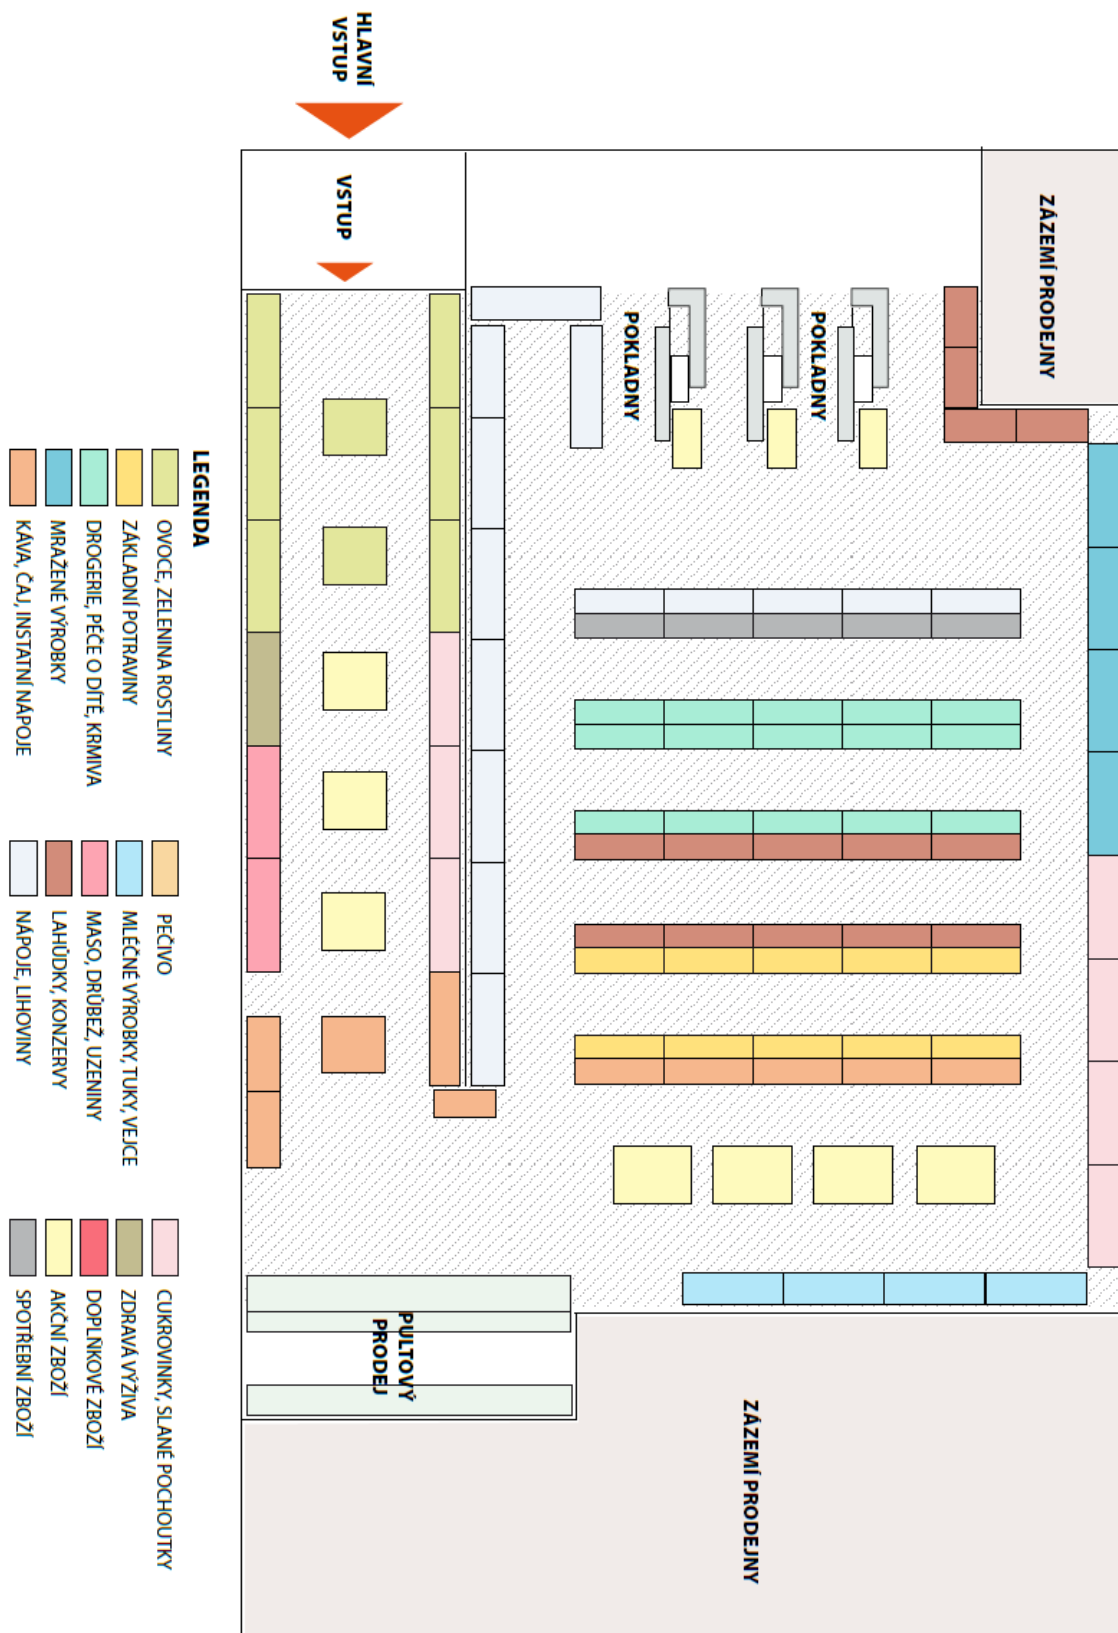 HLAVNÍ
VSTUP
VSTUP
ZÁZEMÍ PRODEJNY
POKLADNY
POKLADNY
PULTOVÝ
PRODEJ
ZÁZEMÍ PRODEJNY
LEGENDA
OVOCE, ZELENINA ROSTLINY
ZÁKLADNÍ POTRAVINY
DROGERIE, PÉČE O DÍTĚ, KRMIVA
MRAŽENÉ VÝROBKY
KÁVA, ČAJ, INSTATNÍ NÁPOJE
PEČIVO
MLÉČNÉ VÝROBKY, TUKY, VEJCE
MASO, DRŮBEŽ, UZENINY
LAHŮDKY, KONZERVY
NÁPOJE, LIHOVINY
CUKROVINKY, SLANÉ POCHOUTKY
ZDRAVÁ VÝŽIVA
DOPLŇKOVÉ ZBOŽÍ
AKČNÍ ZBOŽÍ
SPOTŘEBNÍ ZBOŽÍ